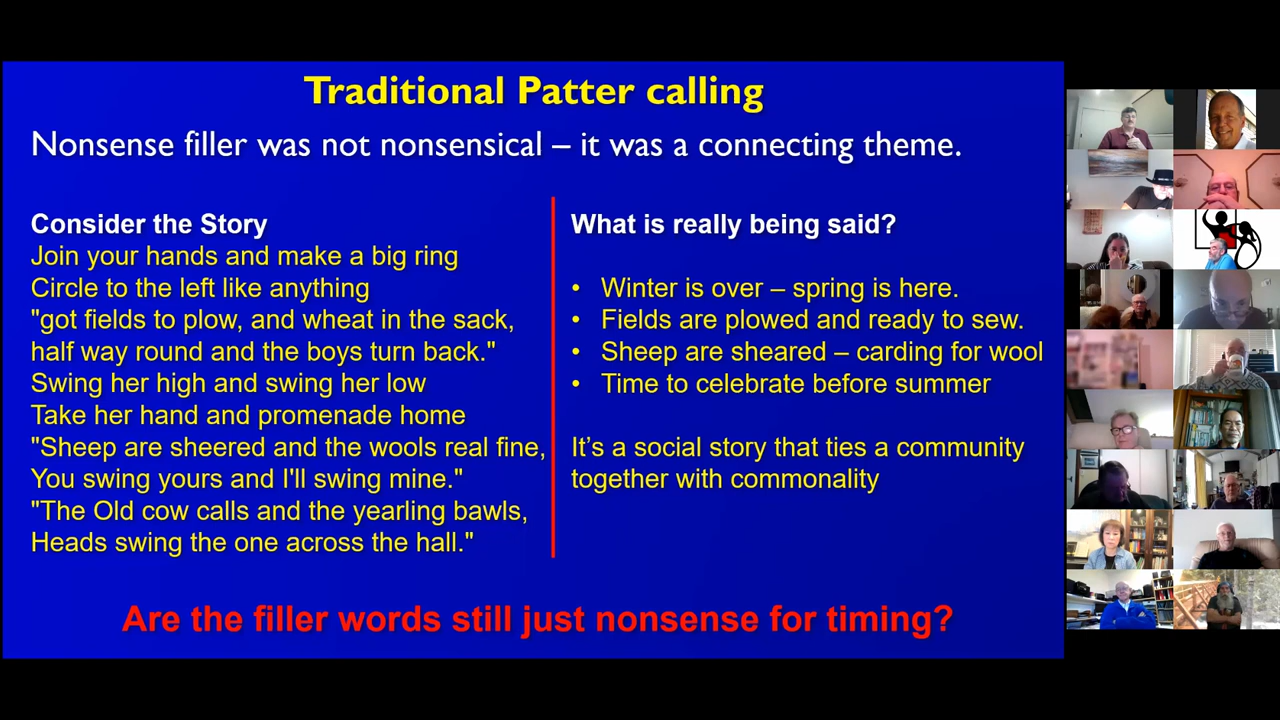 Traditional Patter calling
Nonsense filler was not nonsensical – it was a connecting theme.
Consider the Story
Join your hands and make a big ring
Circle to the left like anything
"got fields to plow, and wheat in the sack,
half way round and the boys turn back."
Swing her high and swing her low
Take her hand and promenade home
"Sheep are sheered and the wools real fine,
You swing yours and I'll swing mine."
"The Old cow calls and the yearling bawls,
Heads swing the one across the hall."
What is really being said?
• Winter is over – spring is here.
• Fields are plowed and ready to sew.
• Sheep are sheared – carding for wool
• Time to celebrate before summer
It's a social story that ties a community
together with commonality
Are the filler words still just nonsense for timing?